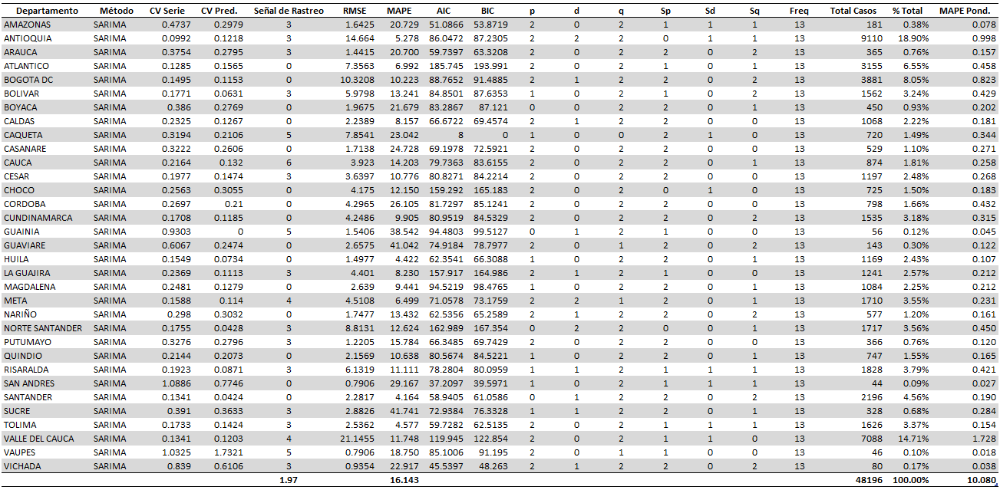 Departamento Método CV Serie CV Pred. Señal de Rastreo RMSE MAPE AIC BIC p d q Sp Sd Sq Freq Total Casos % Total MAPE Pond.
AMAZONAS SARIMA 0.4737 0.2979 3 1.6425 20.729 51.0866 53.8719 2 0 2 1 1 1 13 181 0.38% 0.078
ANTIOQUIA SARIMA 0.0992 0.1218 3 14.664 5.278 86.0472 87.2305 2 2 2 0 1 1 13 9110 18.90% 0.998
ARAUCA SARIMA 0.3754 0.2795 3 1.4415 20.700 59.7397 63.3208 2 0 2 2 0 2 13 365 0.76% 0.157
ATLANTICO SARIMA 0.1285 0.1565 0 7.3563 6.992 185.745 193.991 2 0 2 1 0 1 13 3155 6.55% 0.458
BOGOTA DC SARIMA 0.1495 0.1153 0 10.3208 10.223 88.7652 91.4885 2 1 2 2 0 2 13 3881 8.05% 0.823
BOLIVAR SARIMA 0.1771 0.0631 3 5.9798 13.241 84.8501 87.6353 1 0 2 1 0 2 13 1562 3.24% 0.429
BOYACA SARIMA 0.386 0.2769 0 1.9675 21.679 83.2867 87.121 0 0 2 2 0 1 13 450 0.93% 0.202
CALDAS SARIMA 0.2325 0.1267 0 2.2389 8.157 66.6722 69.4574 2 1 2 2 0 0 13 1068 2.22% 0.181
CAQUETA SARIMA 0.3194 0.2106 5 7.8541 23.042 8 0 1 0 0 2 1 0 13 720 1.49% 0.344
CASANARE SARIMA 0.3222 0.2606 0 1.7138 24.728 69.1978 72.5921 2 0 2 2 0 0 13 529 1.10% 0.271
CAUCA SARIMA 0.2164 0.132 6 3.923 14.203 79.7363 83.6155 2 0 2 2 0 1 13 874 1.81% 0.258
CESAR SARIMA 0.1977 0.1474 3 3.6397 10.776 80.8271 84.2214 2 0 2 2 0 0 13 1197 2.48% 0.268
CHOCO SARIMA 0.2563 0.3055 0 4.175 12.150 159.292 165.183 2 0 2 0 1 0 13 725 1.50% 0.183
CORDOBA SARIMA 0.2697 0.21 0 4.2965 26.105 81.7297 85.1241 2 0 2 2 0 0 13 798 1.66% 0.432
CUNDINAMARCA SARIMA 0.1708 0.1185 0 4.2486 9.905 80.9519 84.5329 2 0 2 2 0 2 13 1535 3.18% 0.315
GUAINIA SARIMA 0.9303 0 5 1.5406 38.542 94.4803 99.5127 0 1 2 1 0 0 13 56 0.12% 0.045
GUAVIARE SARIMA 0.6067 0.2474 0 2.6575 41.042 74.9184 78.7977 2 0 1 2 0 2 13 143 0.30% 0.122
HUILA SARIMA 0.1549 0.0734 0 1.4977 4.422 62.3541 66.3088 1 0 2 2 0 1 13 1169 2.43% 0.107
LA GUAJIRA SARIMA 0.2369 0.1113 3 4.401 8.230 157.917 164.986 2 1 2 1 0 0 13 1241 2.57% 0.212
MAGDALENA SARIMA 0.2481 0.1279 0 2.639 9.441 94.5219 98.4765 1 0 2 2 0 1 13 1084 2.25% 0.212
META SARIMA 0.1588 0.114 4 4.5108 6.499 71.0578 73.1759 2 2 1 2 0 1 13 1710 3.55% 0.231
NARIÑO SARIMA 0.298 0.3032 0 1.7477 13.432 62.5356 65.2589 2 1 2 2 0 2 13 577 1.20% 0.161
NORTE SANTANDER SARIMA 0.1755 0.0428 3 8.8131 12.624 162.989 167.354 0 2 2 0 0 1 13 1717 3.56% 0.450
PUTUMAYO SARIMA 0.3276 0.2796 3 1.2205 15.784 66.3485 69.7429 2 0 2 2 0 0 13 366 0.76% 0.120
QUINDIO SARIMA 0.2144 0.2073 0 2.1569 10.638 80.5674 84.5221 1 0 2 2 0 1 13 747 1.55% 0.165
RISARALDA SARIMA 0.1923 0.0871 3 6.1319 11.111 78.2804 80.0959 1 1 2 1 1 1 13 1828 3.79% 0.421
SAN ANDRES SARIMA 1.0886 0.7746 0 0.7906 29.167 37.2097 39.5971 1 0 2 1 1 1 13 44 0.09% 0.027
SANTANDER SARIMA 0.1341 0.0424 0 2.2817 4.164 58.9405 61.0586 0 1 2 2 0 2 13 2196 4.56% 0.190
SUCRE SARIMA 0.391 0.3633 3 2.8826 41.741 72.9384 76.3328 1 1 2 2 0 1 13 328 0.68% 0.284
TOLIMA SARIMA 0.1733 0.1424 3 2.5362 4.577 59.7282 62.5135 2 0 2 1 1 1 13 1626 3.37% 0.154
VALLE DEL CAUCA SARIMA 0.1341 0.1203 4 21.1455 11.748 119.945 122.854 2 0 2 1 1 0 13 7088 14.71% 1.728
VAUPES SARIMA 1.0325 1.7321 5 0.7906 18.750 85.1006 91.195 2 0 1 1 0 0 13 46 0.10% 0.018
VICHADA SARIMA 0.839 0.6106 3 0.9354 22.917 45.5397 48.263 2 1 2 2 0 2 13 80 0.17% 0.038
1.97 16.143 48196 100.00% 10.080